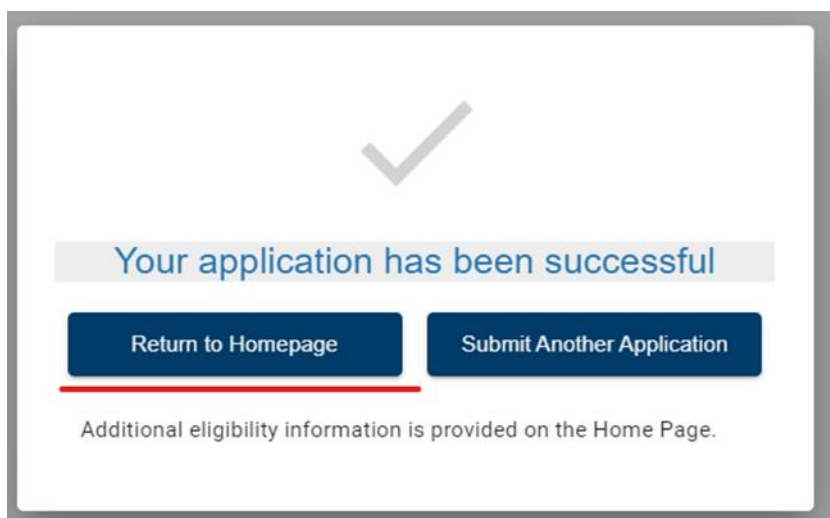 Your application has been successful
Return to Homepage
Submit Another Application
Additional eligibility information is provided on the Home Page.